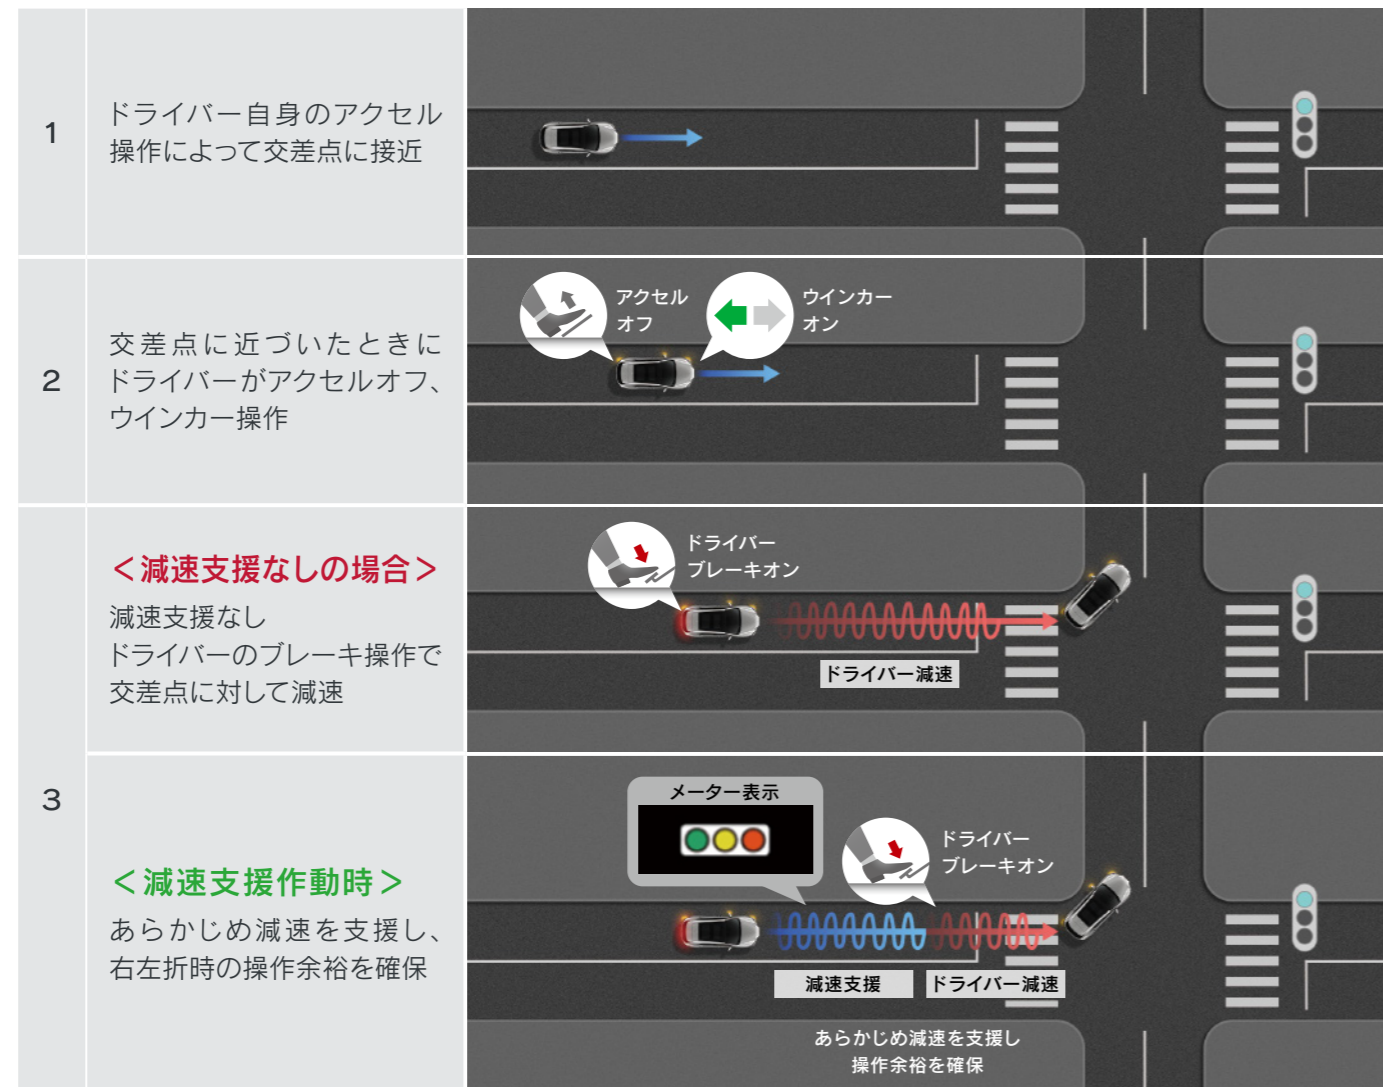 1
ドライバー自身のアクセル
操作によって交差点に接近
2
交差点に近づいたときに
ドライバーがアクセルオフ、
ウインカー操作
アクセル
オフ
ウインカー
オン
3
＜減速支援なしの場合＞
減速支援なし
ドライバーのブレーキ操作で
交差点に対して減速
ドライバー
ブレーキオン
ドライバー減速
＜減速支援作動時＞
あらかじめ減速を支援し、
右左折時の操作余裕を確保
メーター表示
ドライバー
ブレーキオン
減速支援
ドライバー減速
あらかじめ減速を支援し
操作余裕を確保